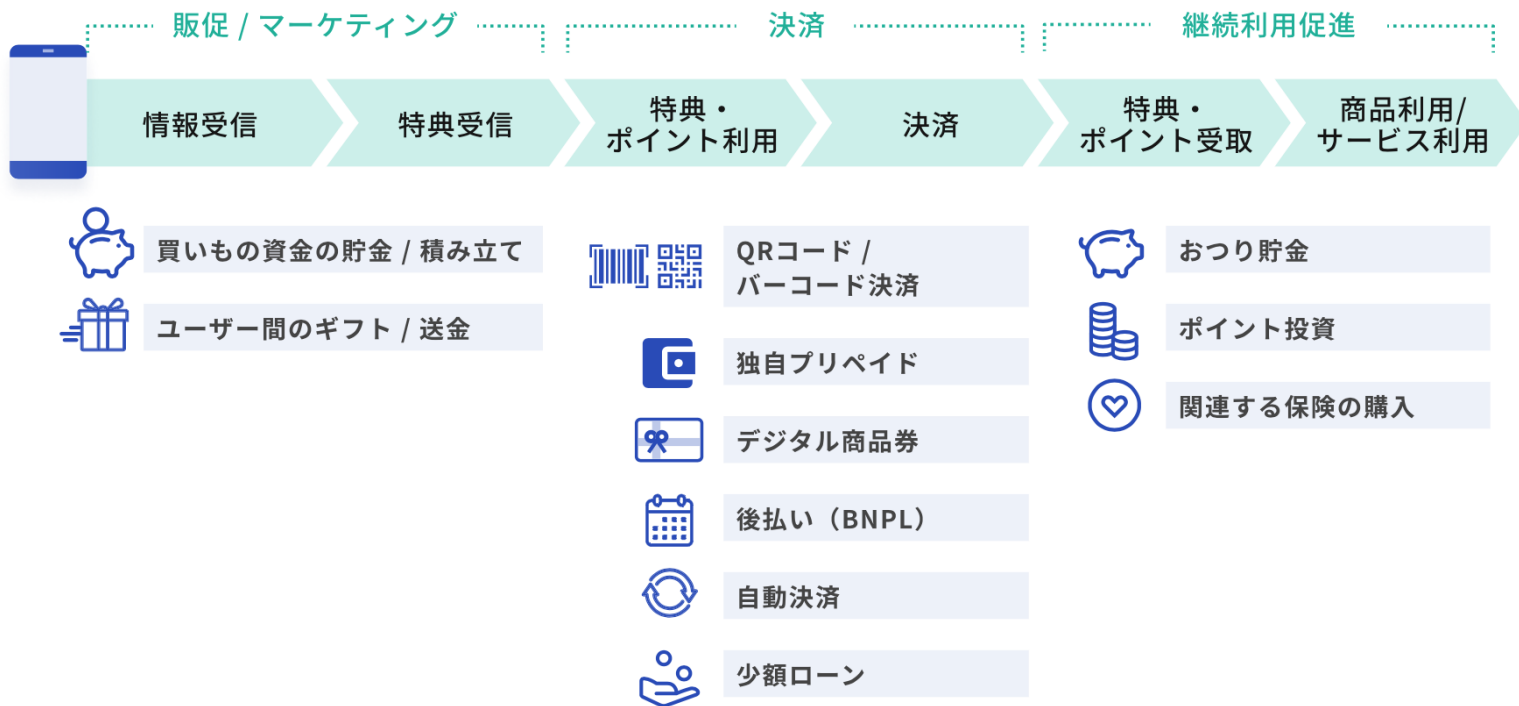 販促 / マーケティング
決済
継続利用促進
情報受信
特典受信
特典・
ポイント利用
決済
特典・
ポイント受取
商品利用/
サービス利用
買いもの資金の貯金 / 積み立て
ユーザー間のギフト / 送金
QRコード /
バーコード決済
独自プリペイド
デジタル商品券
後払い（BNPL）
自動決済
少額ローン
おつり貯金
ポイント投資
関連する保険の購入